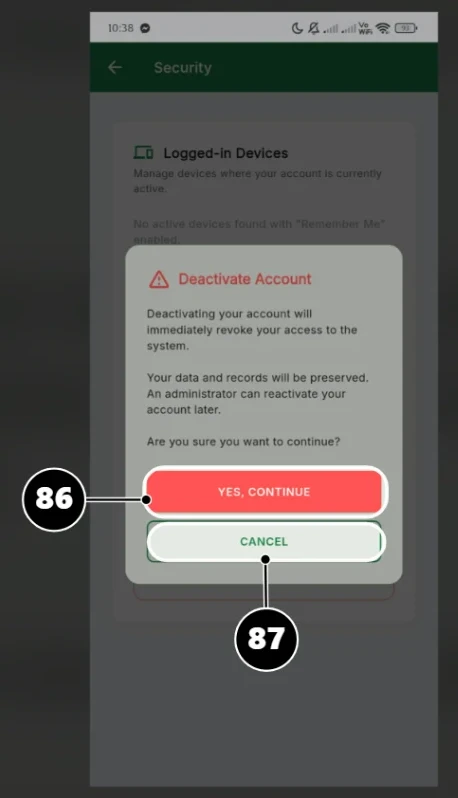 10:38
Vo
WiFi
93
Security
Logged-in Devices
Manage devices where your account is currently
active.
No active devices found with "Remember Me"
enabled.
Deactivate Account
Deactivating your account will
immediately revoke your access to the
system.
Your data and records will be preserved.
An administrator can reactivate your
account later.
Are you sure you want to continue?
86
YES, CONTINUE
CANCEL
87